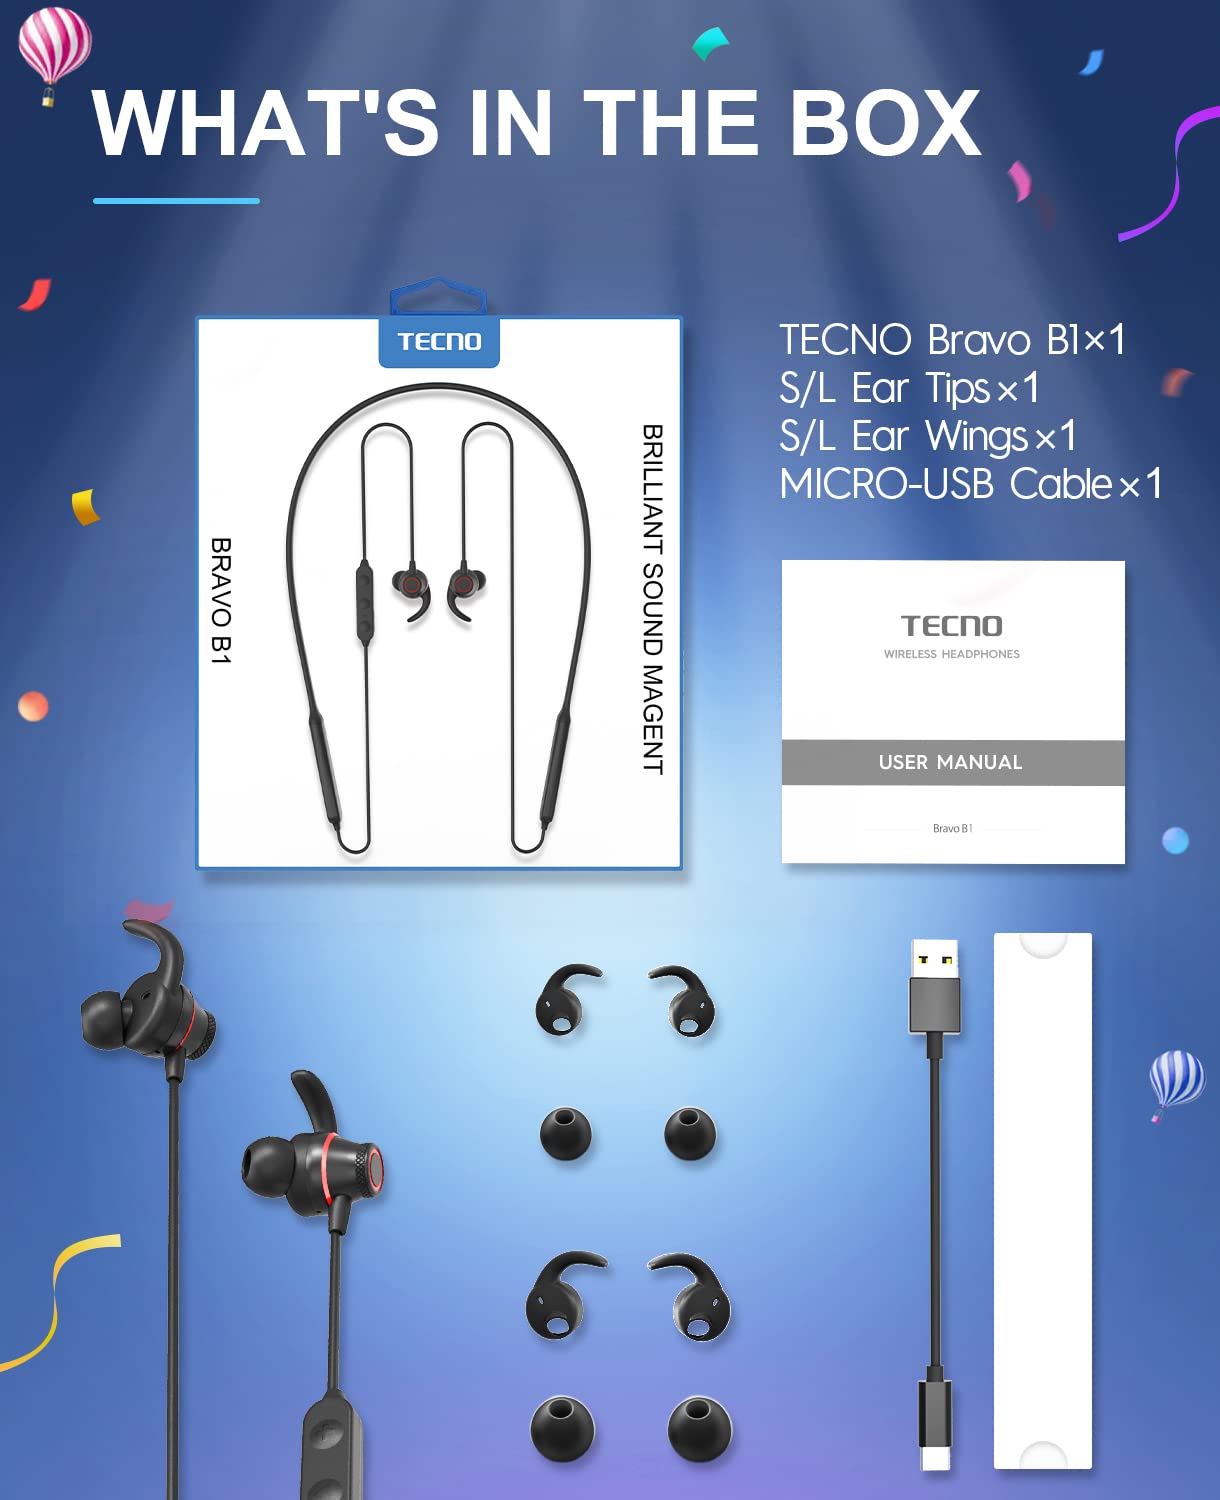 WHAT'S IN THE BOX
TECNO
BRAVO B1
BRILLIANT SOUND MAGENT
TECNO Bravo B1×1
S/L Ear Tips×1
S/L Ear Wings×1
MICRO-USB Cable×1
TECNO
WIRELESS HEADPHONES
USER MANUAL
Bravo B1